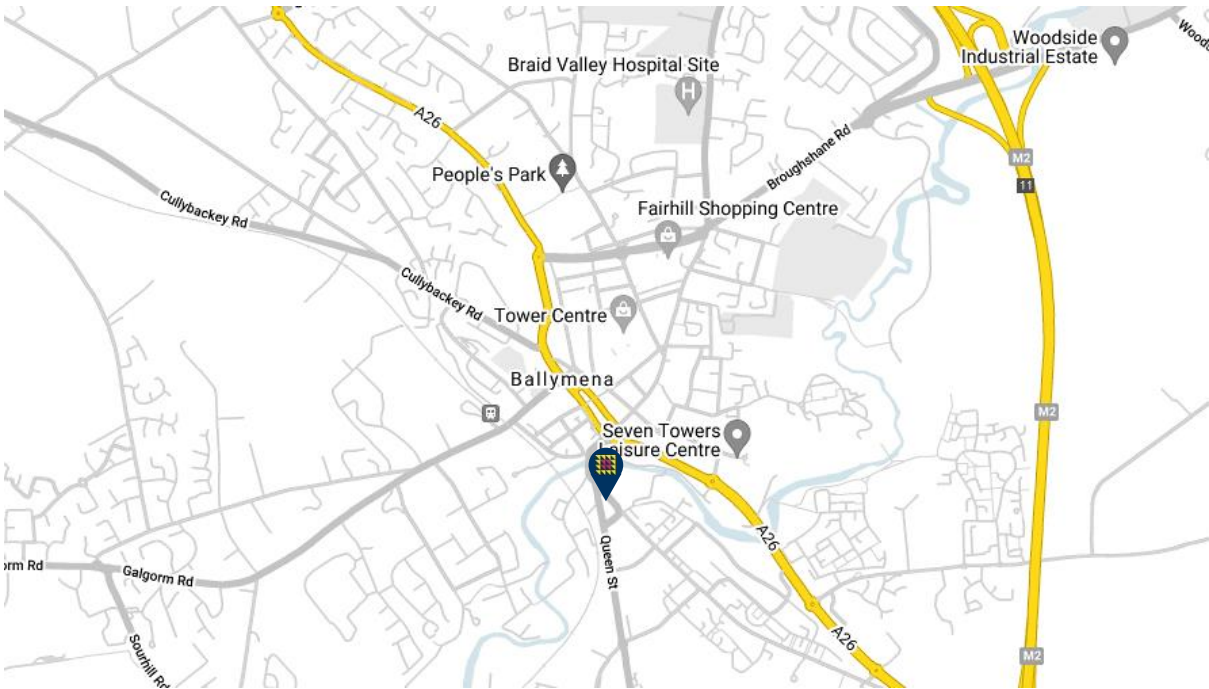 Woodside
Industrial Estate
Braid Valley Hospital Site
H
A26
People's Park
Broughshane Rd
M2
11
Cullybackey Rd
Fairhill Shopping Centre
Cullybackey Rd
Tower Centre
Ballymena
M2
Seven Towers
Leisure Centre
A26
Queen St
orm Rd
Galgorm Rd
A26
Sourhill Rd
M2